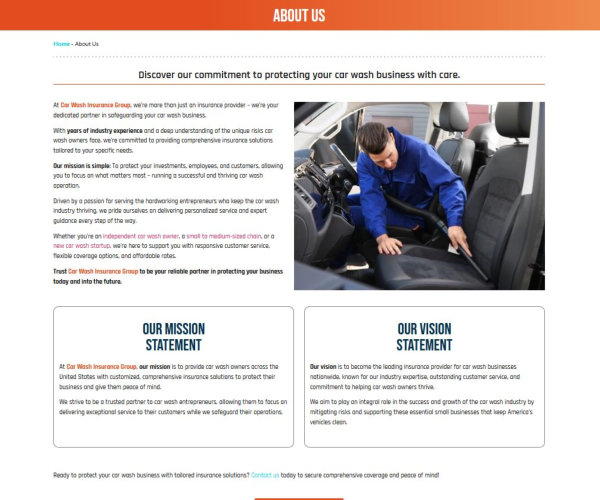 ABOUT US
Home - About Us
Discover our commitment to protecting your car wash business with care.
At Car Wash Insurance Group, we're more than just an insurance provider – we're your
dedicated partner in safeguarding your car wash business.
With years of industry experience and a deep understanding of the unique risks car
wash owners face, we're committed to providing comprehensive insurance solutions
tailored to your specific needs.
Our mission is simple: To protect your investments, employees, and customers, allowing
you to focus on what matters most – running a successful and thriving car wash
operation.
Driven by a passion for serving the hardworking entrepreneurs who keep the car wash
industry thriving, we pride ourselves on delivering personalized service and expert
guidance every step of the way.
Whether you're an independent car wash owner, a small to medium-sized chain, or a
new car wash startup, we're here to support you with responsive customer service,
flexible coverage options, and affordable rates.
Trust Car Wash Insurance Group to be your reliable partner in protecting your business
today and into the future.
OUR MISSION
STATEMENT
At Car Wash Insurance Group, our mission is to provide car wash owners across the
United States with customized, comprehensive insurance solutions to protect their
business and give them peace of mind.
We strive to be a trusted partner to car wash entrepreneurs, allowing them to focus on
delivering exceptional service to their customers while we safeguard their operations.
OUR VISION
STATEMENT
Our vision is to become the leading insurance provider for car wash businesses
nationwide, known for our industry expertise, outstanding customer service, and
commitment to helping car wash owners thrive.
We aim to play an integral role in the success and growth of the car wash industry by
mitigating risks and supporting these essential small businesses that keep America's
vehicles clean.
Ready to protect your car wash business with tailored insurance solutions? Contact us today to secure comprehensive coverage and peace of mind!